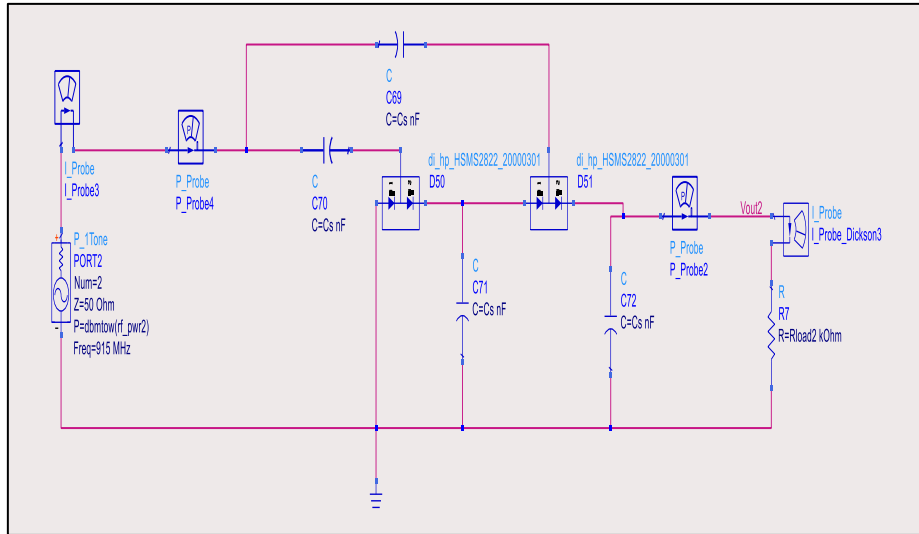 C
C69
C=Cs nF
I_Probe
I_Probe3
P
P_Probe
P_Probe4
C
C70
C=Cs nF
di_hp_HSMS2822_20000301
D50
di_hp_HSMS2822_20000301
D51
P
P_Probe
P_Probe2
Vout2
I_Probe
I_Probe_Dickson3
P_1Tone
PORT2
Num=2
Z=50 Ohm
P=dbmtow(rf_pwr2)
Freq=915 MHz
+
-
C
C71
C=Cs nF
C
C72
C=Cs nF
R
R7
R=Rload2 kOhm